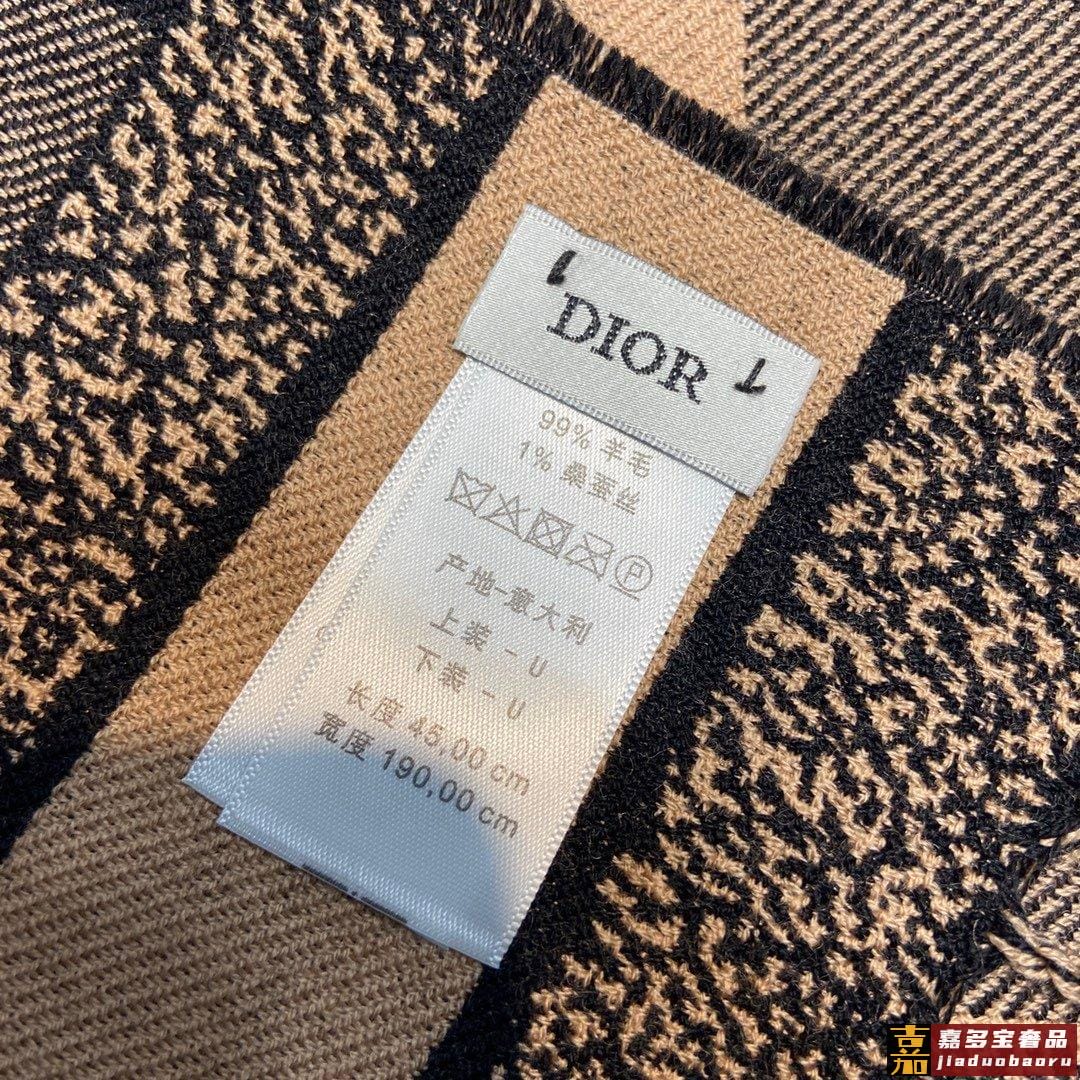 DIOR
99% 羊毛
1% 桑蚕丝
P
产地-意大利
上装 - U
下装 - U
长度 45,00 cm
宽度 190,00 cm
嘉 嘉多宝奢品
jiaduobaoru